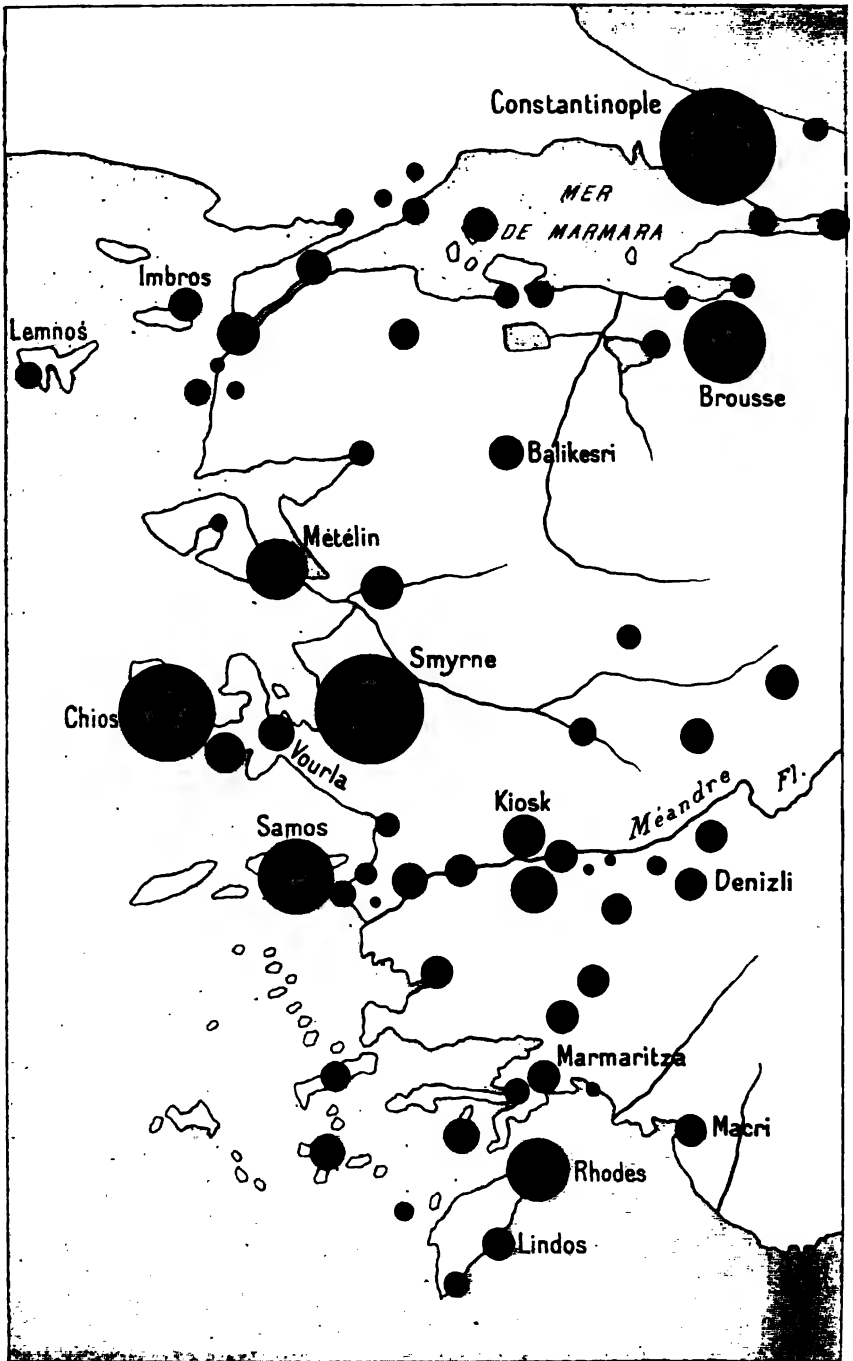 Constantinople
MER
DE MARMARA
Imbros
Lemnos
Brousse
Balikesri
Mételin
Smyrne
Chios
Vourla
Méandre Fl.
Kiosk
Samos
Denizli
Marmaritza
Macri
Rhodes
Lindos